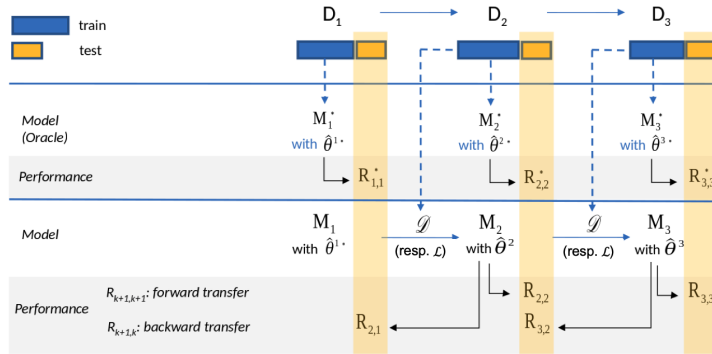 D₁ D₂ D₃
train
test
Model
(Oracle)
M₁* M₂* M₃*
with θ̂¹* with θ̂²* with θ̂³*
Performance R*₁,₁ R*₂,₂ R*₃,₃
Model M₁ 𝒟 M₂ 𝒟 M₃
with θ̂¹* (resp. ℒ) with θ̂² (resp. ℒ) with θ̂³
Performance
Rₖ₊₁,ₖ₊₁: forward transfer R₂,₂ R₃,₃
Rₖ₊₁,ₖ: backward transfer R₂,₁ R₃,₂